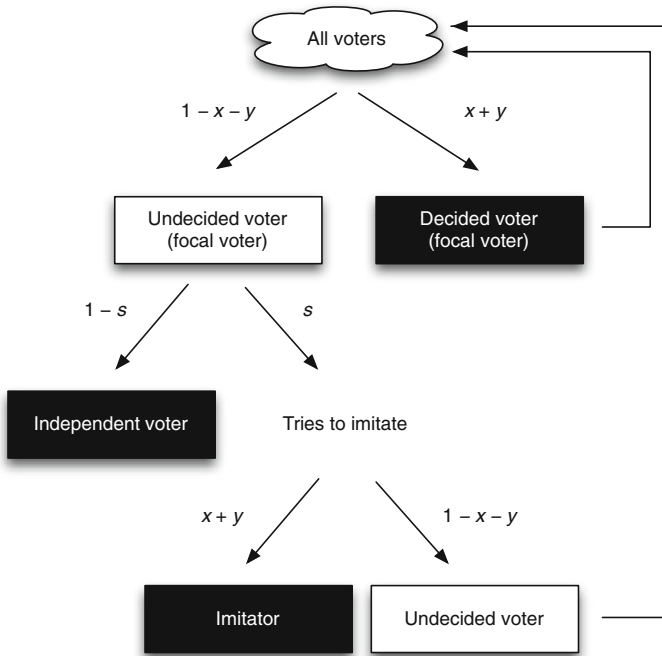 All voters
1 – x – y
x + y
Undecided voter
(focal voter)
Decided voter
(focal voter)
1 – s
s
Independent voter
Tries to imitate
x + y
1 – x – y
Imitator
Undecided voter